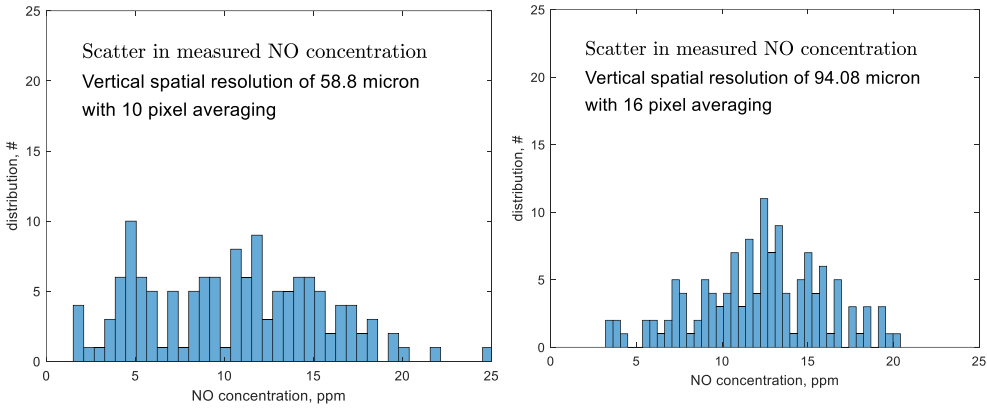 25
20
15
10
5
0
distribution, #
Scatter in measured NO concentration
Vertical spatial resolution of 58.8 micron
with 10 pixel averaging
0 5 10 15 20 25
NO concentration, ppm
25
20
15
10
5
0
distribution, #
Scatter in measured NO concentration
Vertical spatial resolution of 94.08 micron
with 16 pixel averaging
0 5 10 15 20 25
NO concentration, ppm